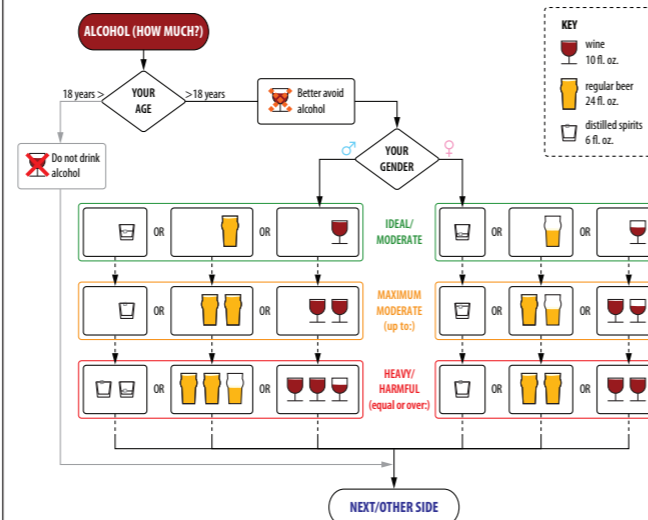 ALCOHOL (HOW MUCH?)
KEY
wine
10 fl. oz.
regular beer
24 fl. oz.
distilled spirits
6 fl. oz.
18 years >
YOUR
AGE
>18 years
Better avoid
alcohol
Do not drink
alcohol
♂
YOUR
GENDER
♀
OR
OR
IDEAL/
MODERATE
OR
OR
OR
OR
MAXIMUM
MODERATE
(up to:)
OR
OR
OR
OR
HEAVY/
HARMFUL
(equal or over:)
OR
OR
NEXT/OTHER SIDE